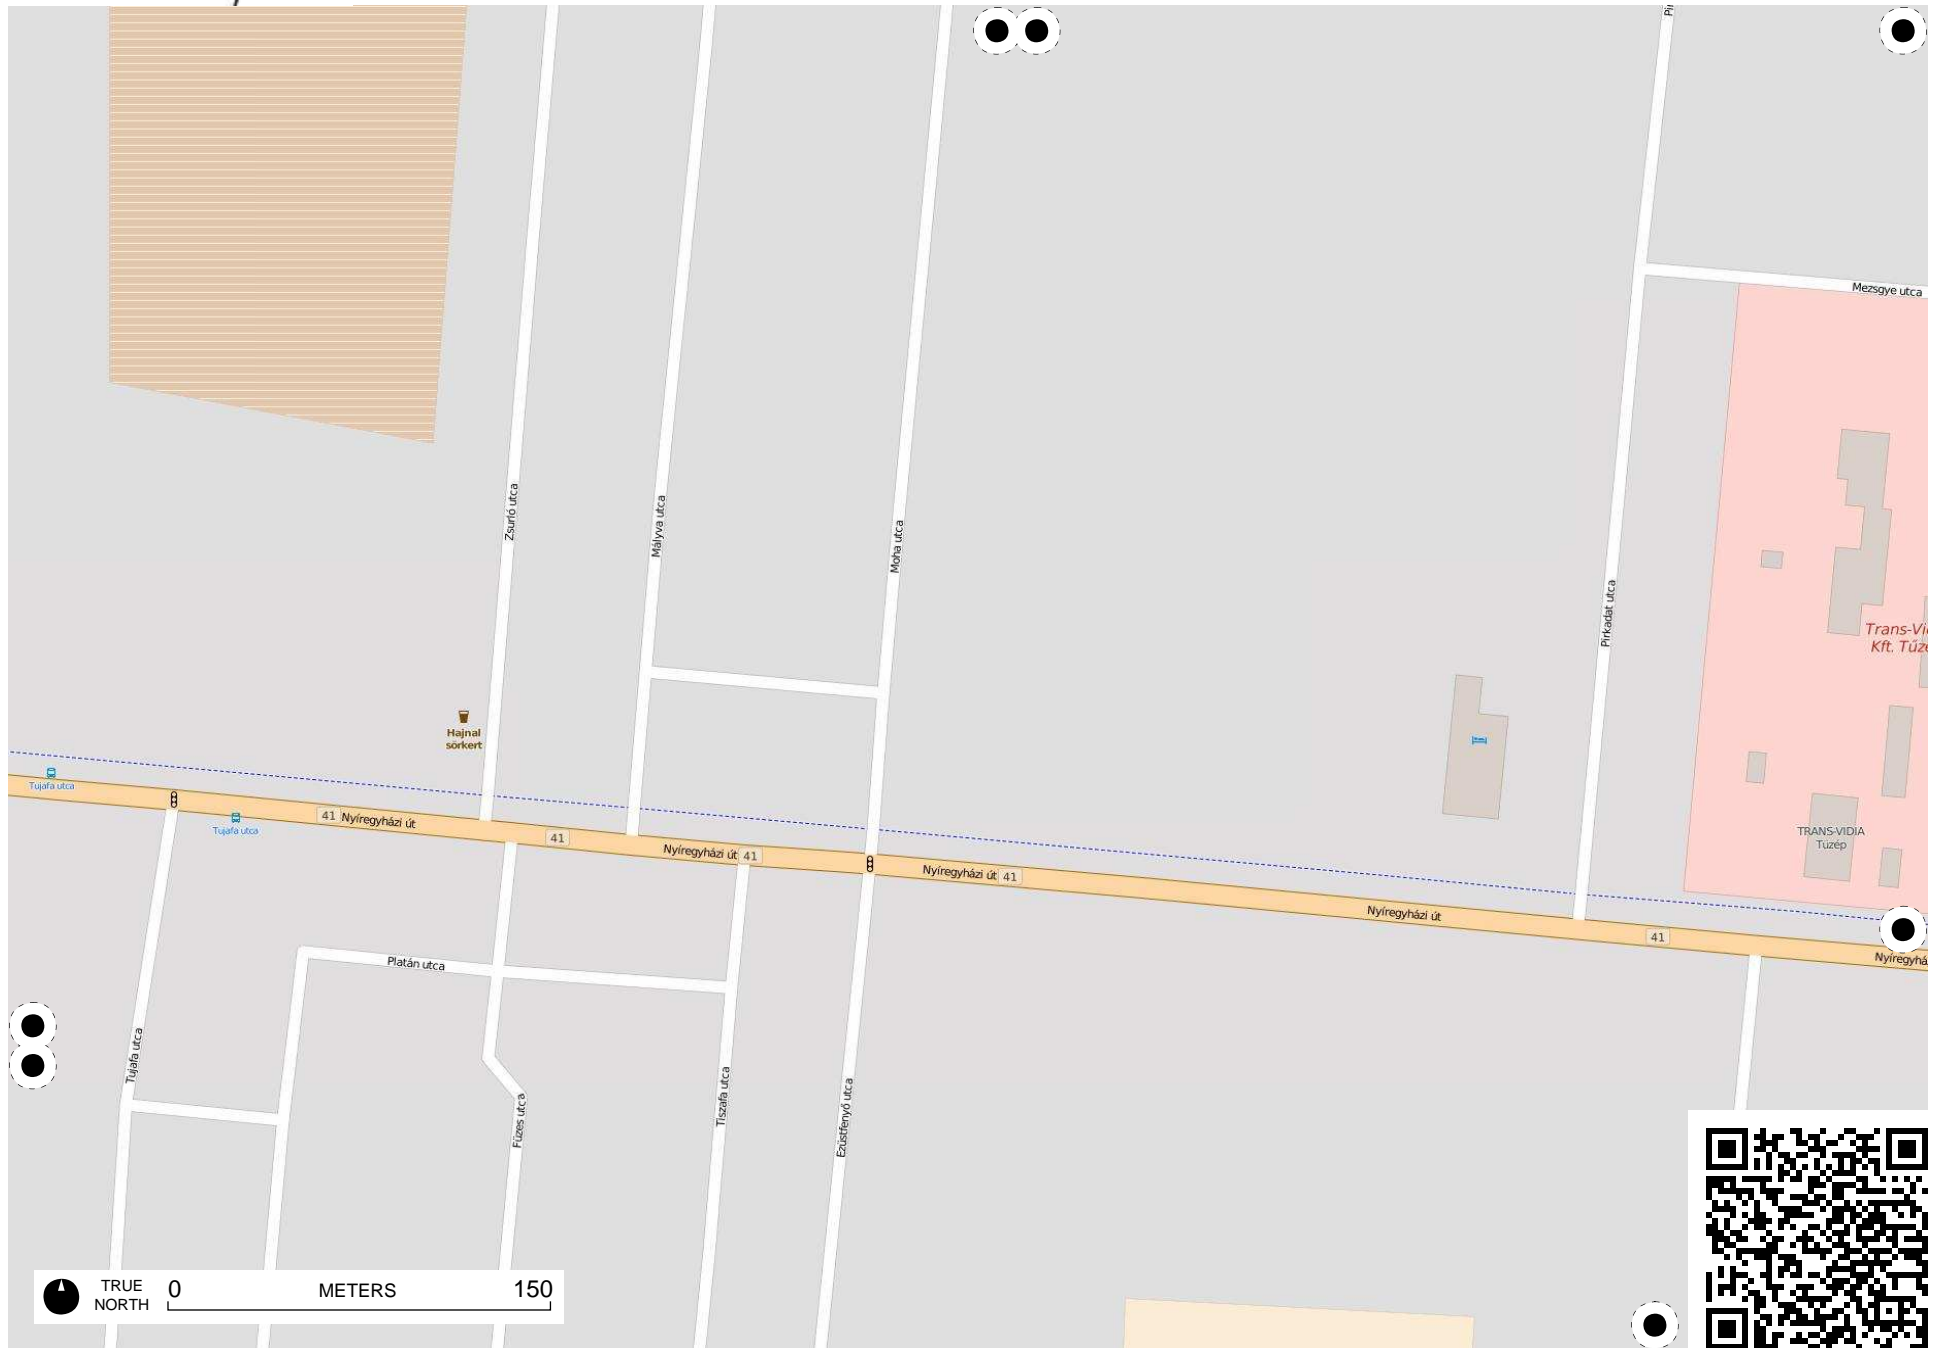 Mezsgye utca
Zsurló utca
Mályva utca
Moha utca
Pirkadat utca
Trans-Vi
Kft. Tűzé
Hajnal
sörkert
Tujafa utca
Tujafa utca
41 Nyíregyházi út
41
Nyíregyházi út 41
Nyíregyházi út 41
Nyíregyházi út
41
Nyíregyhá
TRANS-VIDIA
Tüzép
Platán utca
Tujafa utca
Füzes utca
Tiszafa utca
Ezüstfenyő utca
TRUE
NORTH
0 METERS 150